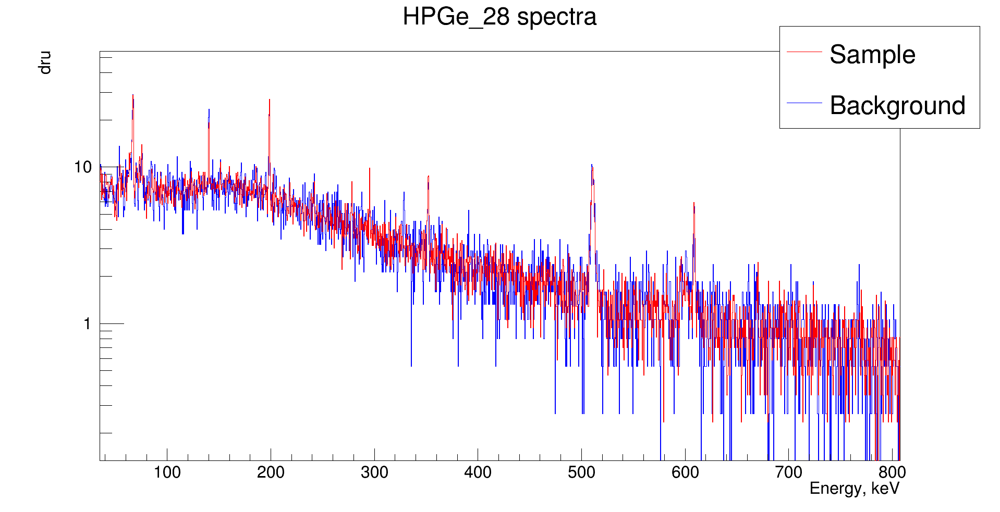 HPGe_28 spectra
dru
Sample
Background
10
1
100 200 300 400 500 600 700 800
Energy, keV